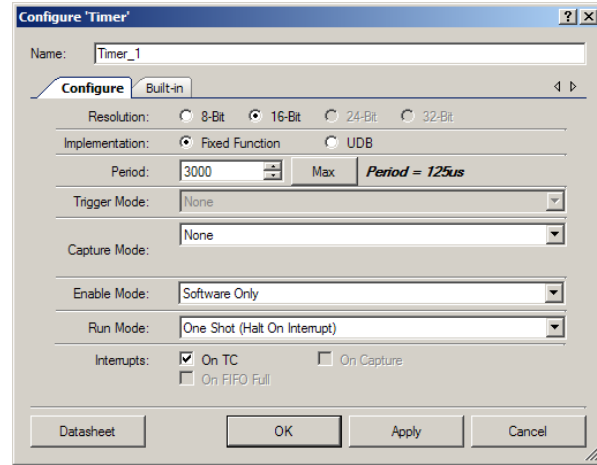 Configure 'Timer'
Name: Timer_1
Configure Built-in
Resolution: 8-Bit 16-Bit 24-Bit 32-Bit
Implementation: Fixed Function UDB
Period: 3000 Max Period = 125us
Trigger Mode: None
Capture Mode: None
Enable Mode: Software Only
Run Mode: One Shot (Halt On Interrupt)
Interrupts: On TC On Capture
On FIFO Full
Datasheet OK Apply Cancel